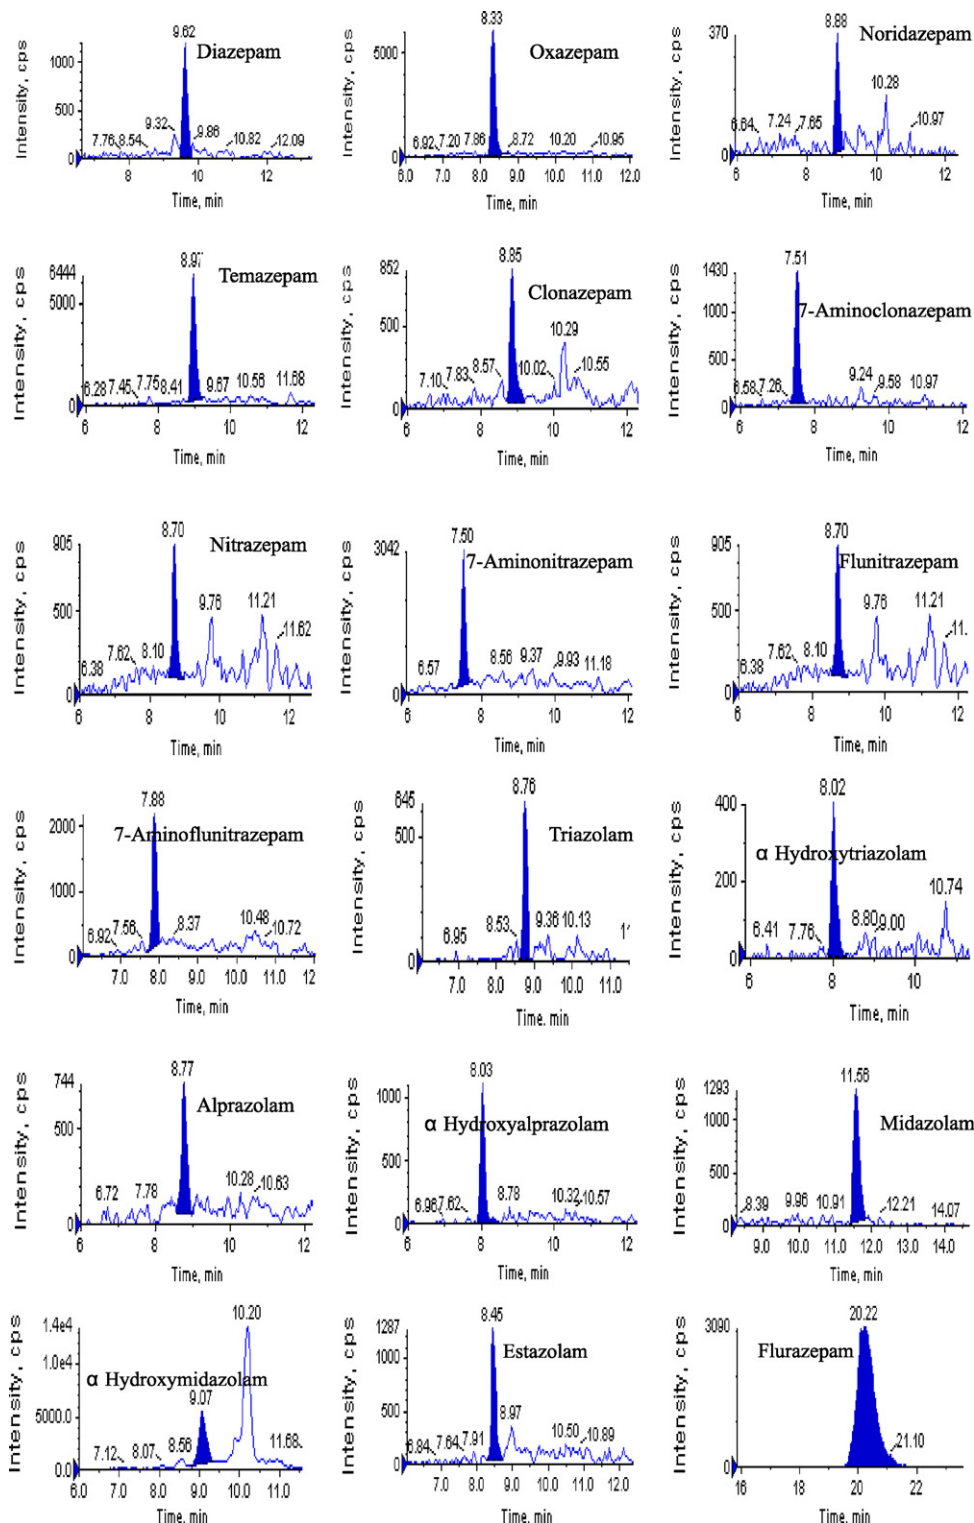 Intensity, cps
9.62
Diazepam
1000
500
0
9.32
9.86
7.76
8.54
10.82
12.09
8
10
12
Time, min
Intensity, cps
8.33
Oxazepam
5000
0
6.92
7.20
7.86
8.72
10.20
10.95
6.0 7.0 8.0 9.0 10.0 11.0 12.0
Time, min
Intensity, cps
8.88
Noridazepam
370
200
0
6.64
7.24
7.65
10.28
10.97
6 8 10 12
Time, min
Intensity, cps
8.97
Temazepam
6444
5000
0
6.28
7.45
7.75
8.41
9.67
10.56
11.68
6 8 10 12
Time, min
Intensity, cps
8.85
Clonazepam
852
500
0
7.10
7.83
8.57
10.02
10.29
10.55
6 8 10 12
Time, min
Intensity, cps
7.51
7-Aminoclonazepam
1430
1000
500
0
6.58
7.26
9.24
9.58
10.97
6 8 10 12
Time, min
Intensity, cps
8.70
Nitrazepam
905
500
0
6.38
7.62
8.10
9.76
11.21
11.62
6 8 10 12
Time, min
Intensity, cps
7.50
7-Aminonitrazepam
3042
2000
0
6.57
8.56
9.37
9.93
11.18
6 8 10 12
Time, min
Intensity, cps
8.70
Flunitrazepam
905
500
0
6.38
7.62
8.10
9.76
11.21
11.
6 8 10 12
Time, min
Intensity, cps
7.88
7-Aminoflunitrazepam
2000
1000
0
6.92
7.56
8.37
10.48
10.72
7.0 8.0 9.0 10.0 11.0 12.0
Time, min
Intensity, cps
8.76
Triazolam
645
500
0
6.95
8.53
9.36
10.13
7.0 8.0 9.0 10.0 11.0
Time, min
Intensity, cps
8.02
α Hydroxytriazolam
400
200
0
6.41
7.76
8.80
9.00
10.74
6 8 10
Time, min
Intensity, cps
8.77
Alprazolam
744
500
0
6.72
7.78
10.28
10.63
6 8 10 12
Time, min
Intensity, cps
8.03
α Hydroxyalprazolam
1000
500
0
6.96
7.62
8.78
10.32
10.57
6 8 10 12
Time, min
Intensity, cps
11.56
Midazolam
1293
1000
500
0
8.39
9.96
10.91
12.21
14.07
9.0 10.0 11.0 12.0 13.0 14.0
Time, min
Intensity, cps
10.20
α Hydroxymidazolam
9.07
1.4e4
1.0e4
5000.0
0.0
7.12
8.07
8.56
11.68
6.0 7.0 8.0 9.0 10.0 11.0
Time, min
Intensity, cps
8.45
Estazolam
1287
1000
500
0
6.84
7.64
7.91
8.97
10.50
10.89
6.0 7.0 8.0 9.0 10.0 11.0 12.0
Time, min
Intensity, cps
20.22
Flurazepam
3090
2000
0
21.10
16 18 20 22
Time, min